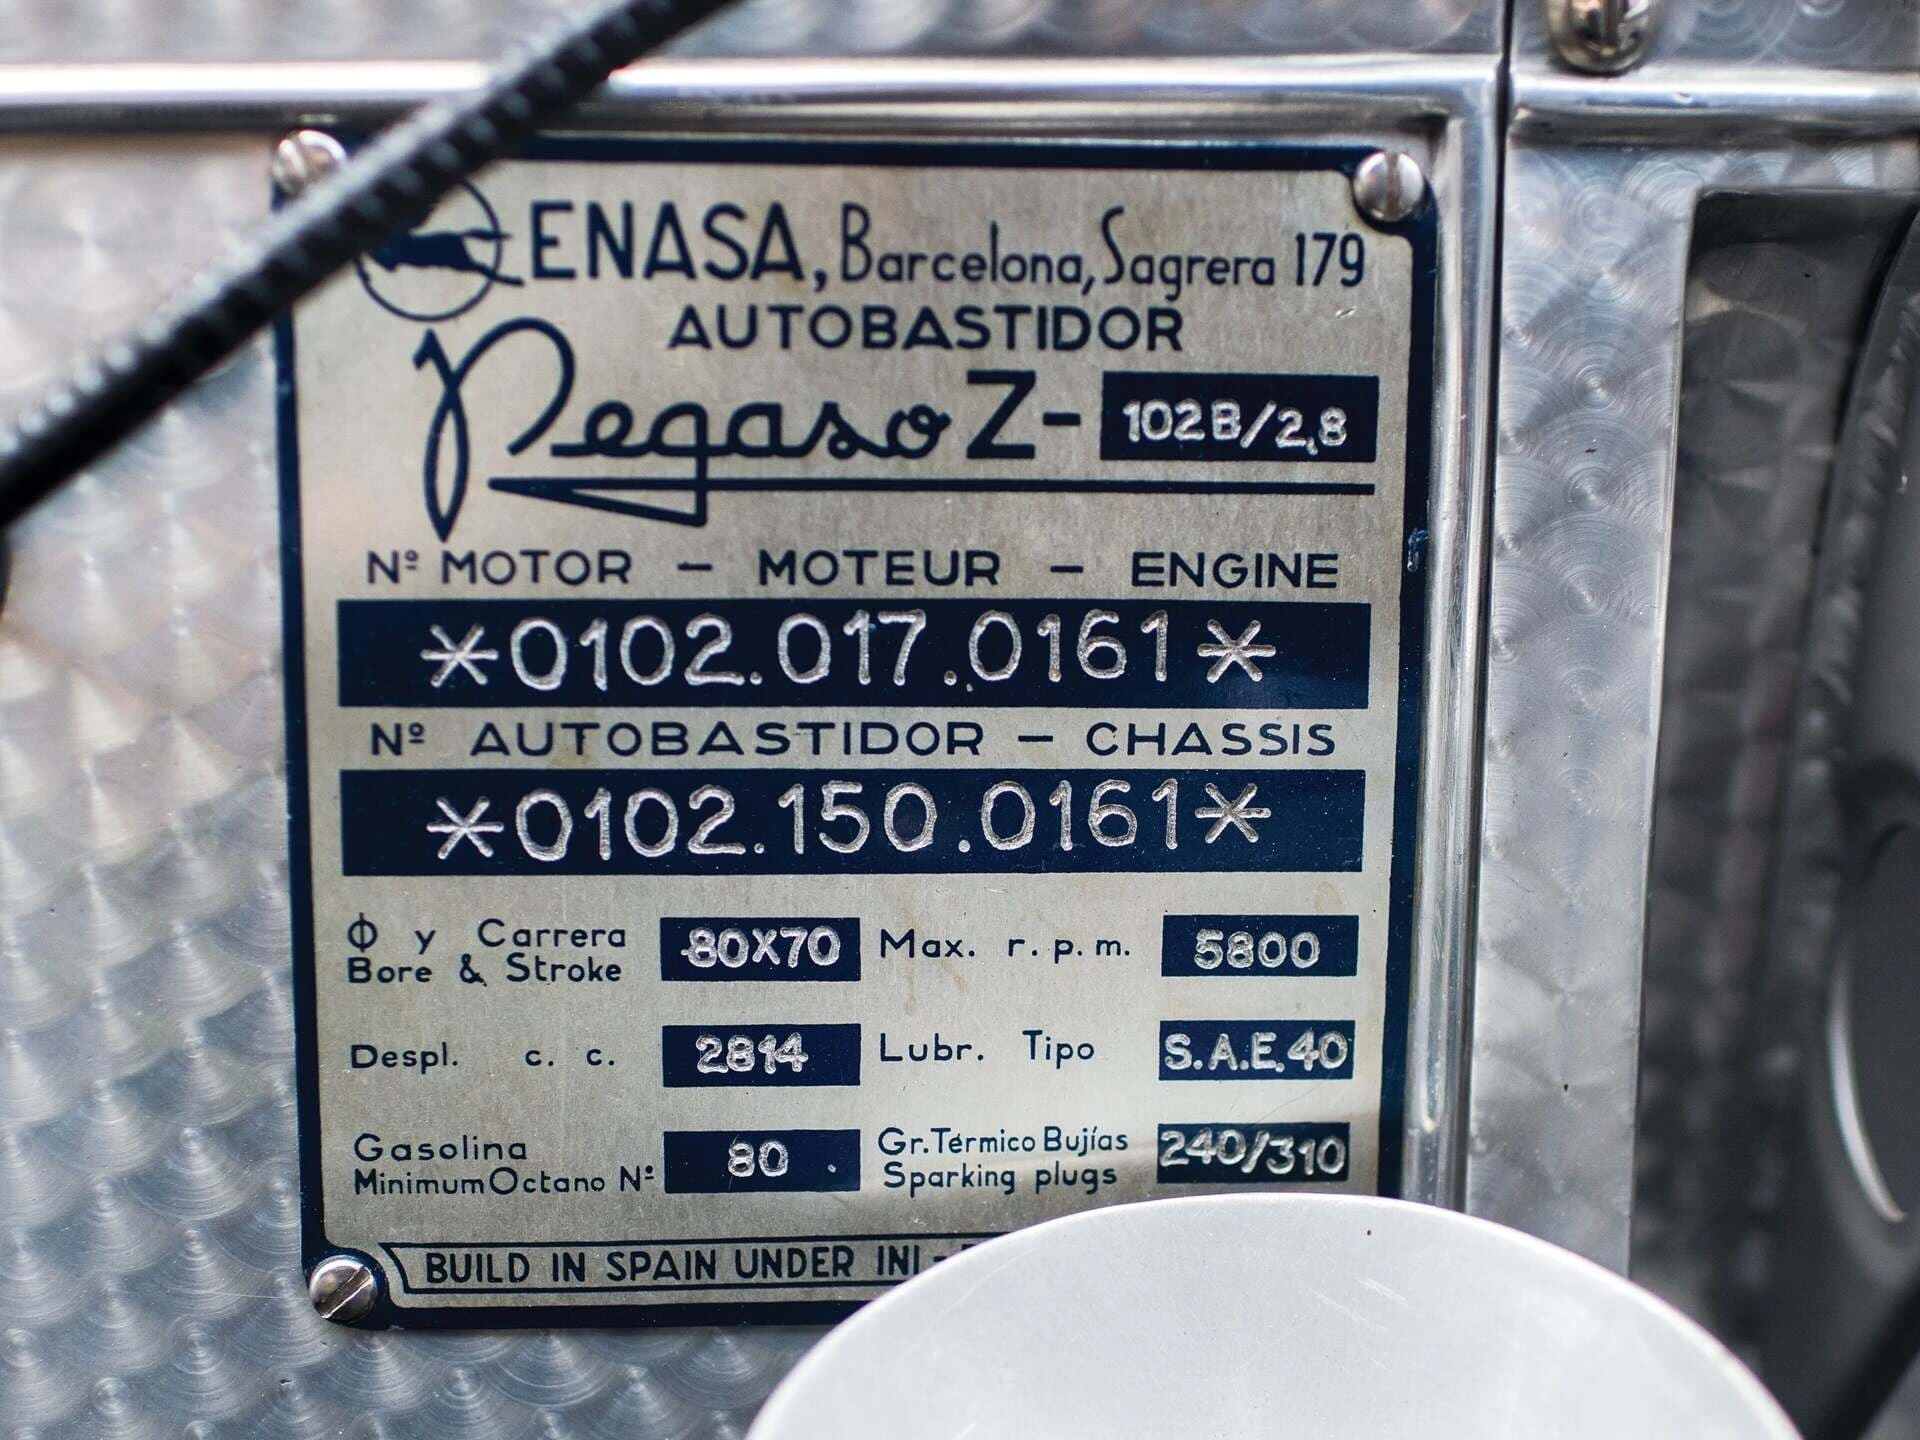 ENASA, Barcelona, Sagrera 179
AUTOBASTIDOR
Pegaso Z- 102B/2,8
Nº MOTOR - MOTEUR - ENGINE
*0102.017.0161*
Nº AUTOBASTIDOR - CHASSIS
*0102.150.0161*
Φ y Carrera
Bore & Stroke 80X70 Max. r.p.m. 5800
Despl. c. c. 2814 Lubr. Tipo S.A.E.40
Gasolina
Minimum Octano Nº 80 Gr. Térmico Bujías
Sparking plugs 240/310
BUILD IN SPAIN UNDER INI -